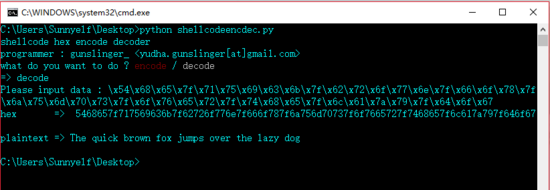 C:\WINDOWS\system32\cmd.exe
C:\Users\Sunnyelf\Desktop>python shellcodeencdec.py
shellcode hex encode decoder
programmer : gunslinger_ <yudha.gunslinger[at]gmail.com>
what do you want to do ? encode / decode
=> decode
Please input data : \x54\x68\x65\x7f\x71\x75\x69\x63\x6b\x7f\x62\x72\x6f\x77\x6e\x7f\x66\x6f\x78\x7f\
x6a\x75\x6d\x70\x73\x7f\x6f\x76\x65\x72\x7f\x74\x68\x65\x7f\x6c\x61\x7a\x79\x7f\x64\x6f\x67
hex => 5468657f717569636b7f62726f776e7f666f787f6a756d70737f6f7665727f7468657f6c617a797f646f67
plaintext => The quick brown fox jumps over the lazy dog
C:\Users\Sunnyelf\Desktop>